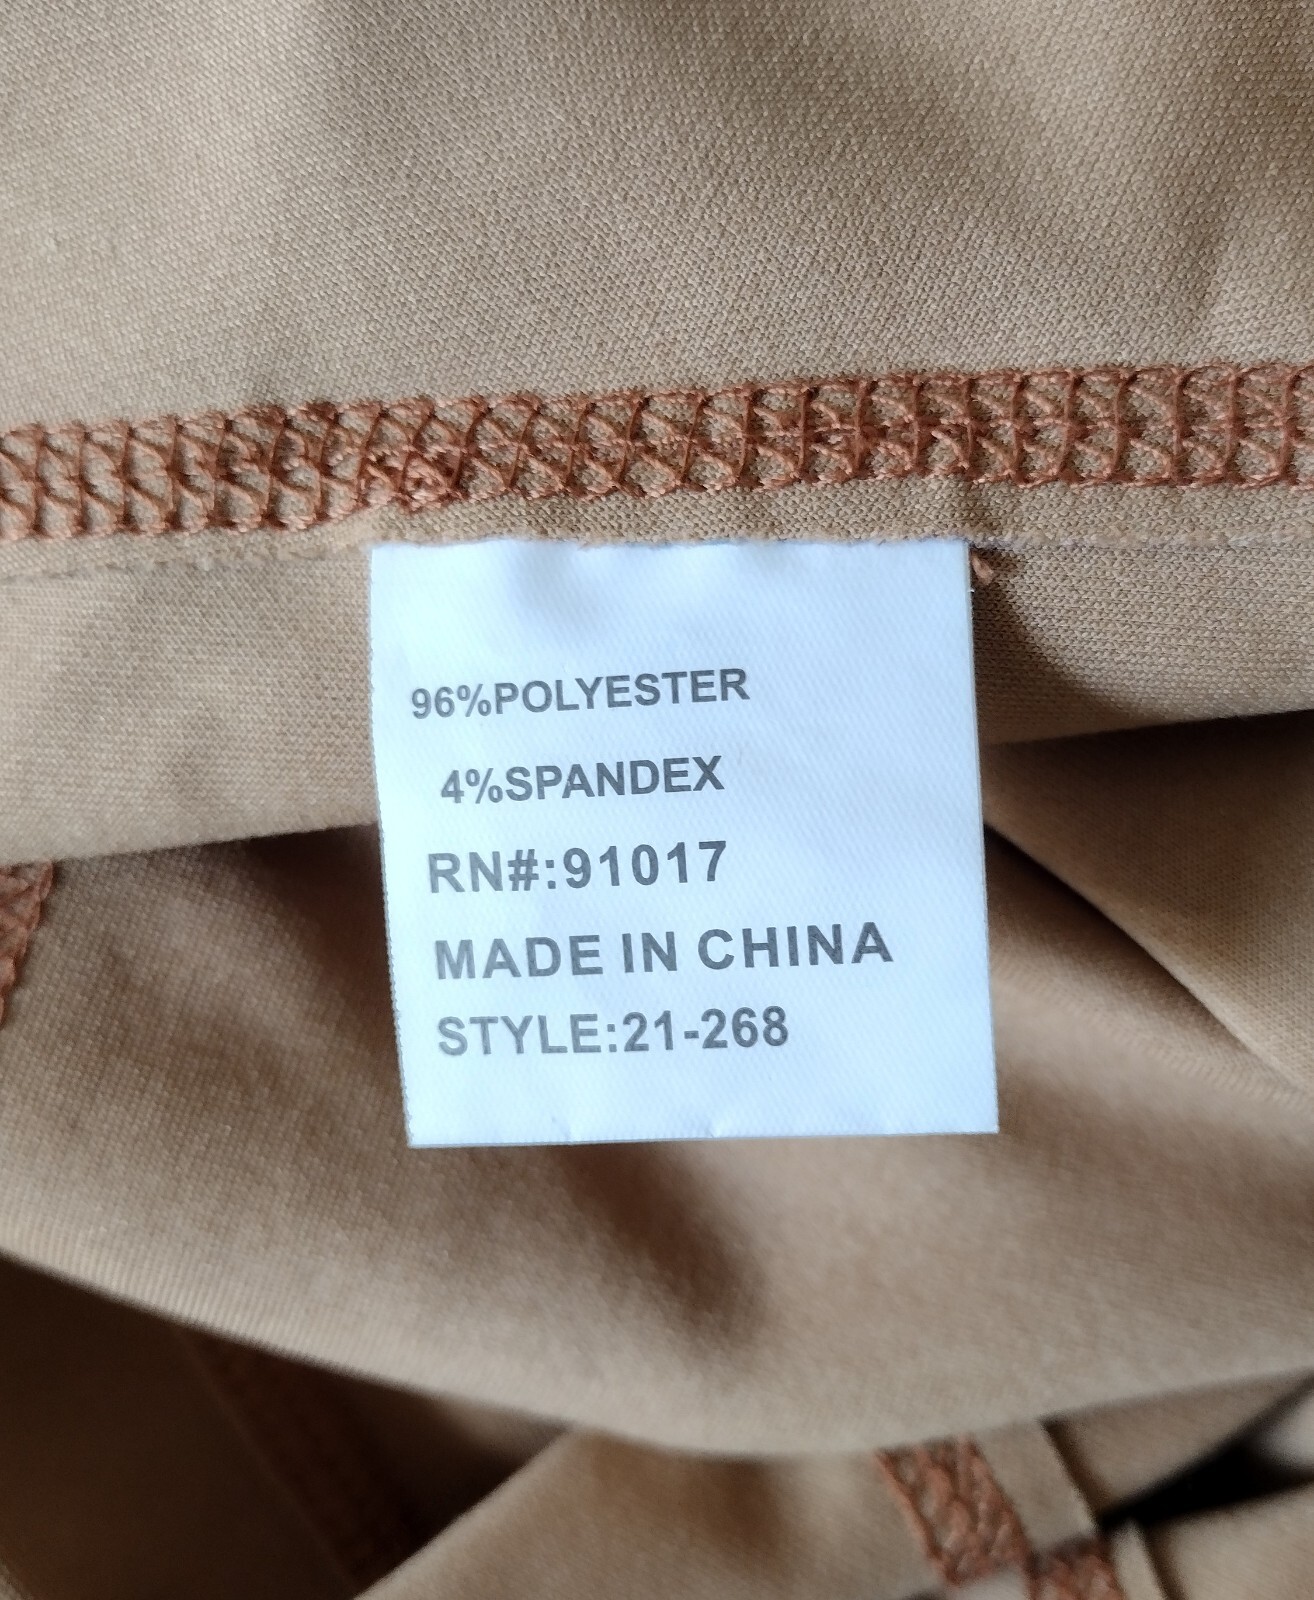 96%POLYESTER
4%SPANDEX
RN#:91017
MADE IN CHINA
STYLE:21-268